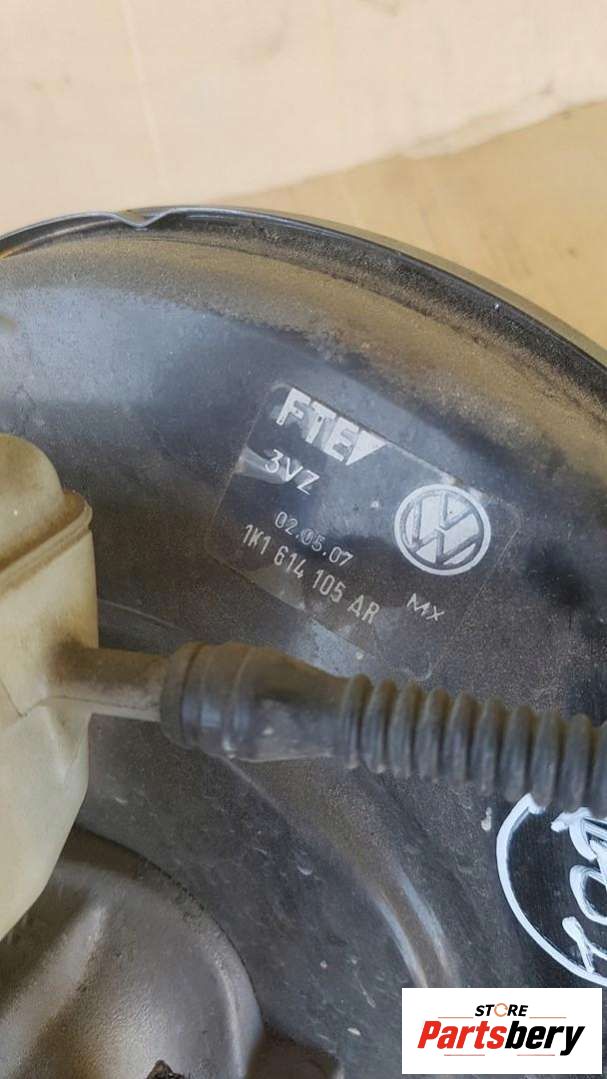 FTE
3VZ
02.05.07
1K1 614 105 AR
MX
STORE
Partsbery